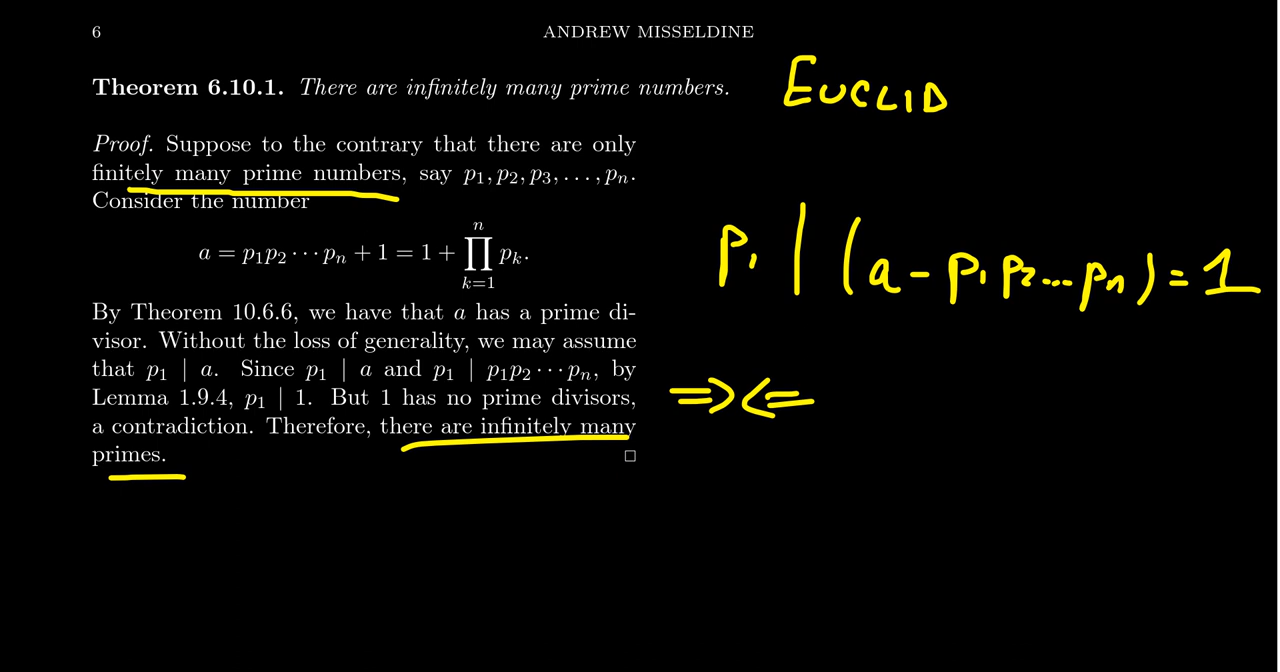 6 ANDREW MISSELDINE
Theorem 6.10.1. There are infinitely many prime numbers.
EUCLID
Proof. Suppose to the contrary that there are only
finitely many prime numbers, say p₁, p₂, p₃, . . . , pₙ.
Consider the number
a = p₁p₂ ⋯ pₙ + 1 = 1 + ∏ₖ₌₁ⁿ pₖ.
p₁ | (a - p₁ p₂ ... pₙ) = 1
By Theorem 10.6.6, we have that a has a prime di-
visor. Without the loss of generality, we may assume
that p₁ | a. Since p₁ | a and p₁ | p₁p₂ ⋯ pₙ, by
Lemma 1.9.4, p₁ | 1. But 1 has no prime divisors,
⇒⇐
a contradiction. Therefore, there are infinitely many
primes. □